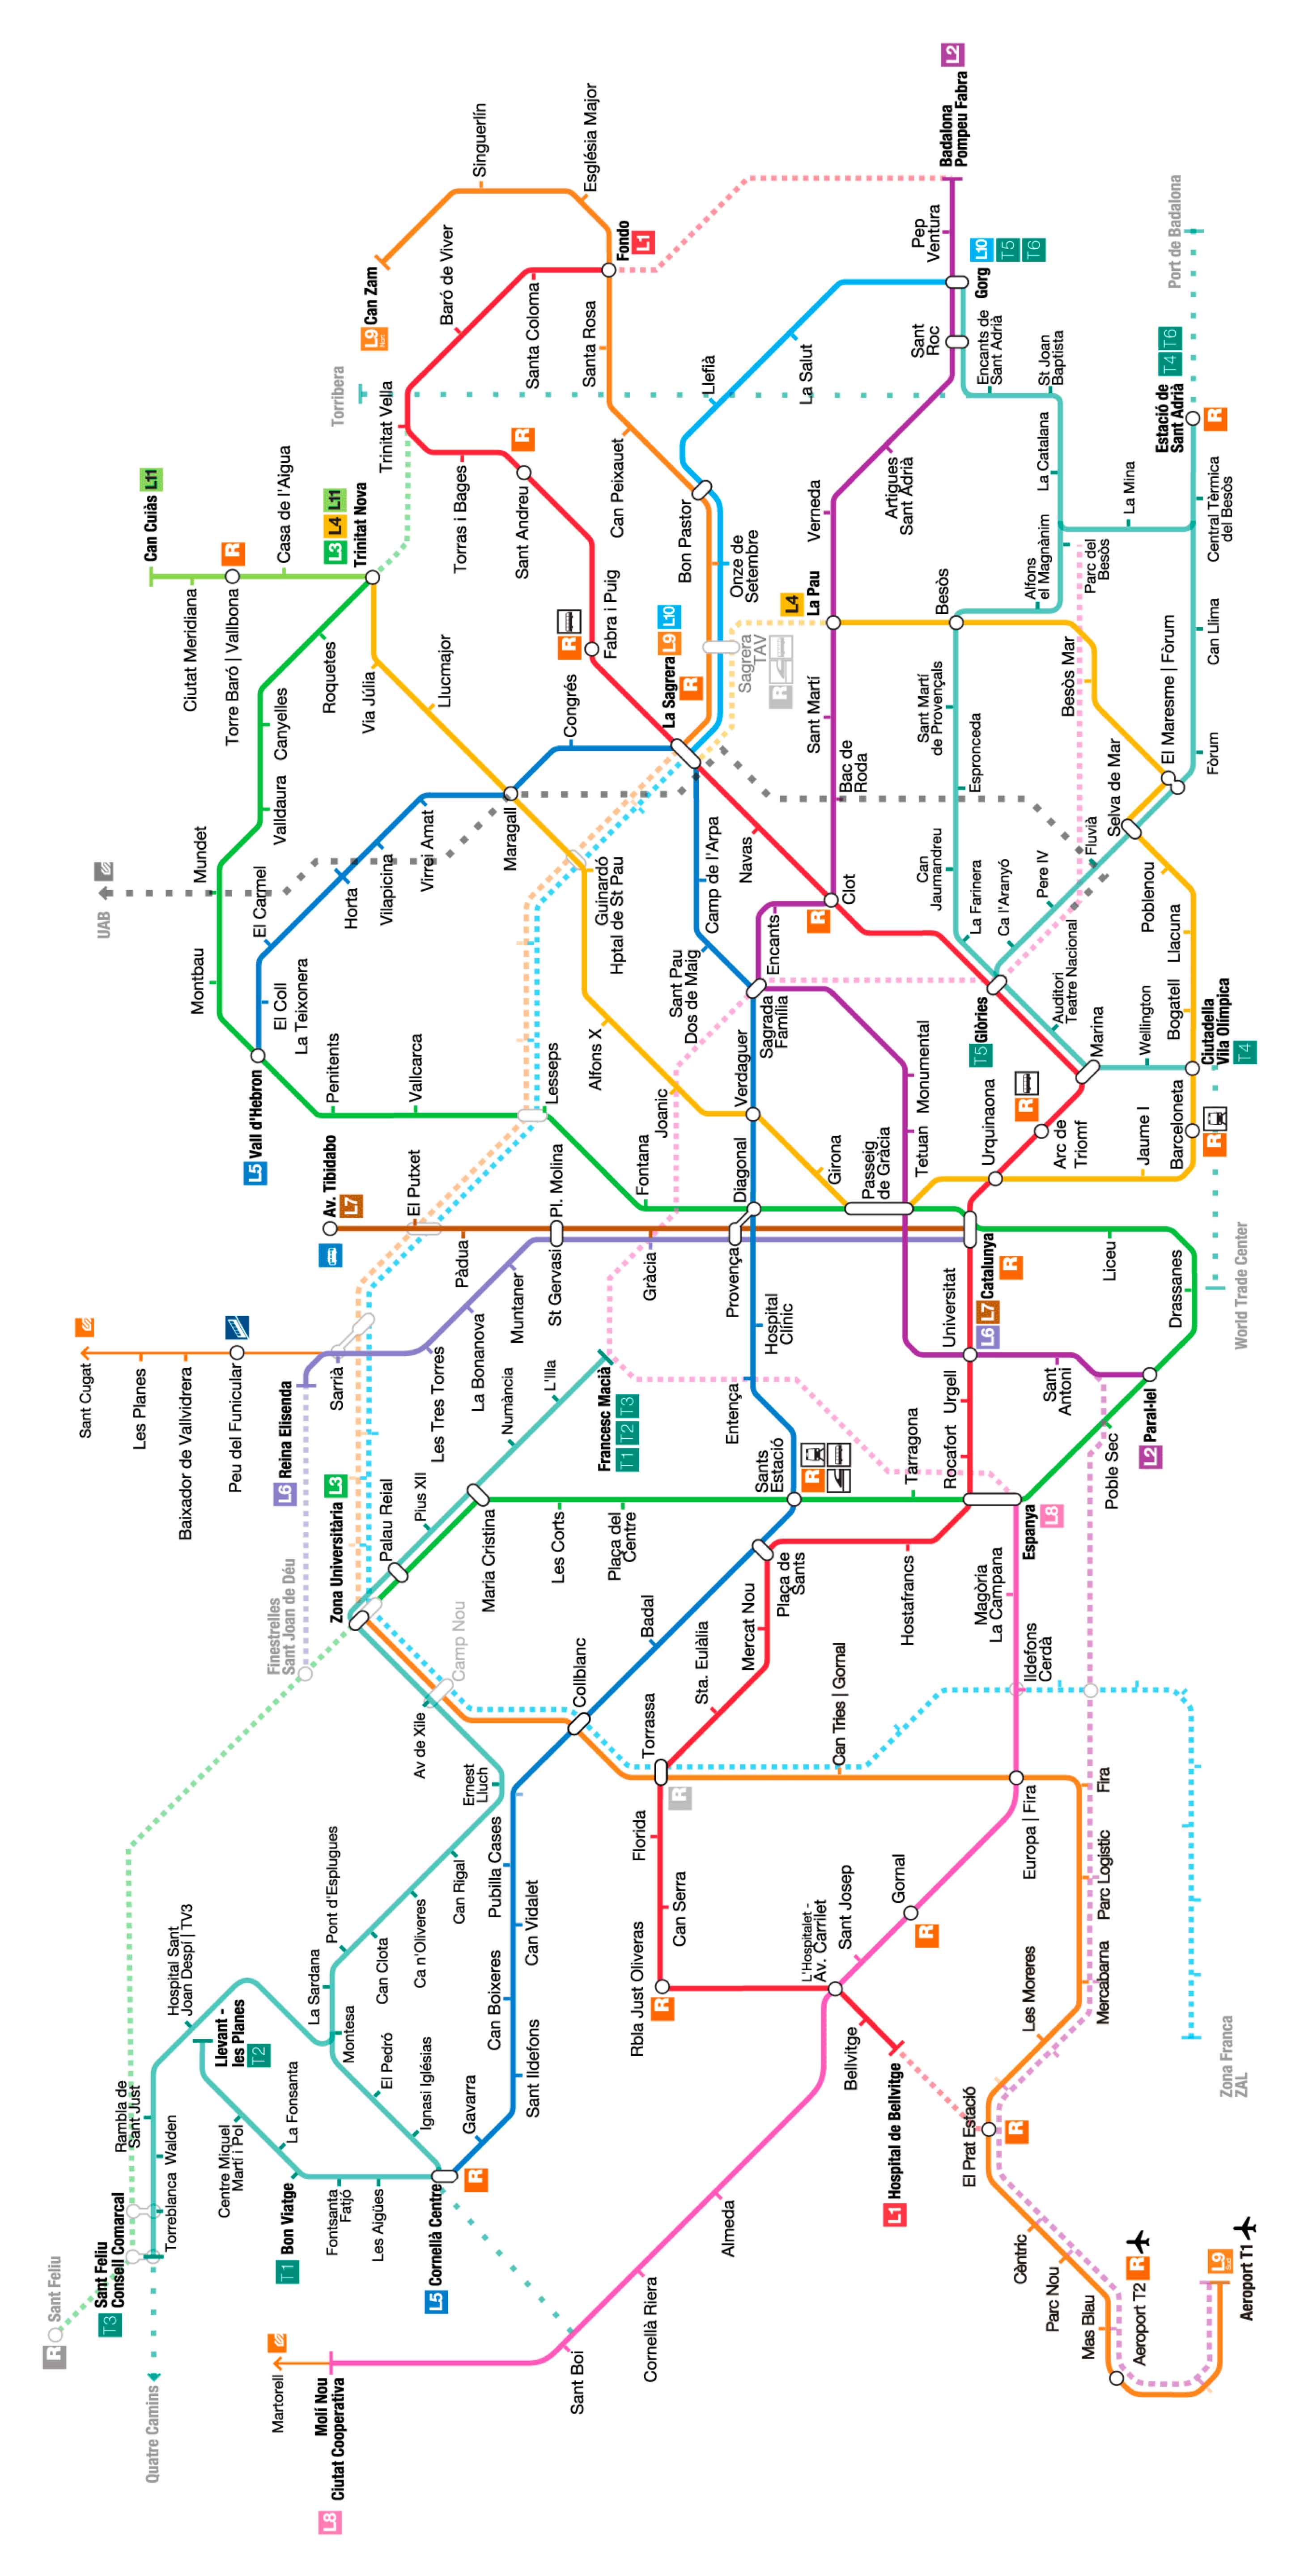 L8 Molí Nou
Ciutat Cooperativa
Martorell
Sant Boi
Cornellà Riera
Almeda
L'Hospitalet -
Av. Carrilet
Sant Josep
Gornal
Europa | Fira
Ildefons
Cerdà
Magòria
La Campana
Espanya
L8
Quatre Camins
R Sant Feliu
T3 Sant Feliu
Consell Comarcal
Torreblanca
Walden
Rambla de
Sant Just
Hospital Sant
Joan Despí | TV3
Llevant -
les Planes
T2
La Fonsanta
Centre Miquel
Martí i Pol
T1 Bon Viatge
Fontsanta
Fatjó
Les Aigües
L5 Cornellà Centre
R
Ignasi Iglésias
El Pedró
Montesa
La Sardana
Pont d'Esplugues
Can Clota
Ca n'Oliveres
Can Rigal
Ernest
Lluch
Av de Xile
Camp Nou
Gavarra
Sant Ildefons
Can Boixeres
Can Vidalet
Pubilla Cases
Collblanc
Badal
Plaça de
Sants
Sants
Estació
R
Entença
Hospital
Clínic
Provença
Diagonal
Verdaguer
Sagrada
Família
Sant Pau
Dos de Maig
Camp de l'Arpa
La Sagrera L9 L10
R
Congrés
Maragall
Virrei Amat
Vilapicina
Horta
El Carmel
El Coll
La Teixonera
L5 Vall d'Hebron
L1 Hospital de Bellvitge
Bellvitge
Rbla Just Oliveras
R
Can Serra
Florida
Torrassa
R
Sta. Eulàlia
Mercat Nou
Hostafrancs
Rocafort
Urgell
Universitat
L6 L7 Catalunya
R
Urquinaona
Arc de
Triomf
R
Marina
T5 Glòries
Clot
R
Navas
Fabra i Puig
R
Sant Andreu
R
Torras i Bages
Trinitat Vella
Baró de Viver
Santa Coloma
Fondo
L1
Finestrelles
Sant Joan de Déu
Zona Universitària L3
Palau Reial
Pius XII
Maria Cristina
Numància
L'Illa
Francesc Macià
T1 T2 T3
Les Corts
Plaça del
Centre
Tarragona
Poble Sec
L2 Paral·lel
Drassanes
Liceu
Passeig
de Gràcia
Fontana
Lesseps
Vallcarca
Penitents
Montbau
Mundet
Valldaura
Canyelles
Roquetes
L3 L4 L11
Trinitat Nova
Casa de l'Aigua
Torre Baró | Vallbona
R
Ciutat Meridiana
Can Cuiàs L11
Sant Cugat
Les Planes
Baixador de Vallvidrera
Peu del Funicular
L6 Reina Elisenda
Sarrià
Les Tres Torres
La Bonanova
Muntaner
St Gervasi
Pl. Molina
Gràcia
Pàdua
El Putxet
Av. Tibidabo
L7
UAB
Via Júlia
Llucmajor
Guinardó
Hptal de St Pau
Alfons X
Joanic
Girona
Jaume I
Barceloneta
R
Ciutadella
Vila Olímpica
T4
Bogatell
Llacuna
Poblenou
Selva de Mar
El Maresme | Fòrum
Besòs Mar
Besòs
L4
La Pau
Sant Antoni
Tetuan
Monumental
Encants
Bac de
Roda
Sant Martí
Verneda
Artigues
Sant Adrià
Sant
Roc
Gorg
L10
T5
T6
Pep
Ventura
Badalona
Pompeu Fabra L2
L9 Sud
Aeroport T1
Aeroport T2
R
Mas Blau
Parc Nou
Cèntric
El Prat Estació
R
Les Moreres
Mercabarna
Parc Logístic
Fira
Can Tries | Gornal
R
Zona Franca
ZAL
Sagrera
TAV
R
Onze de
Setembre
Bon Pastor
Llefià
La Salut
Can Peixauet
Santa Rosa
Església Major
Singuerlín
L9 Nord Can Zam
Torribera
World Trade Center
Wellington
Auditori
Teatre Nacional
Ca l'Aranyó
La Farinera
Pere IV
Fluvià
Can
Jaumandreu
Espronceda
Sant Martí
de Provençals
Alfons
el Magnànim
Parc del
Besòs
La Catalana
La Mina
St Joan
Baptista
Encants de
Sant Adrià
Fòrum
Can Llima
Central Tèrmica
del Besòs
Estació de
Sant Adrià
T4 T6
R
Port de Badalona